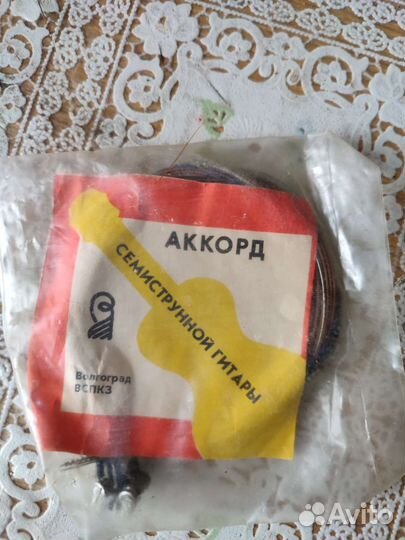 АККОРД
СЕМИСТРУННОЙ ГИТАРЫ
Волгоград
ВСПКЗ
Avito